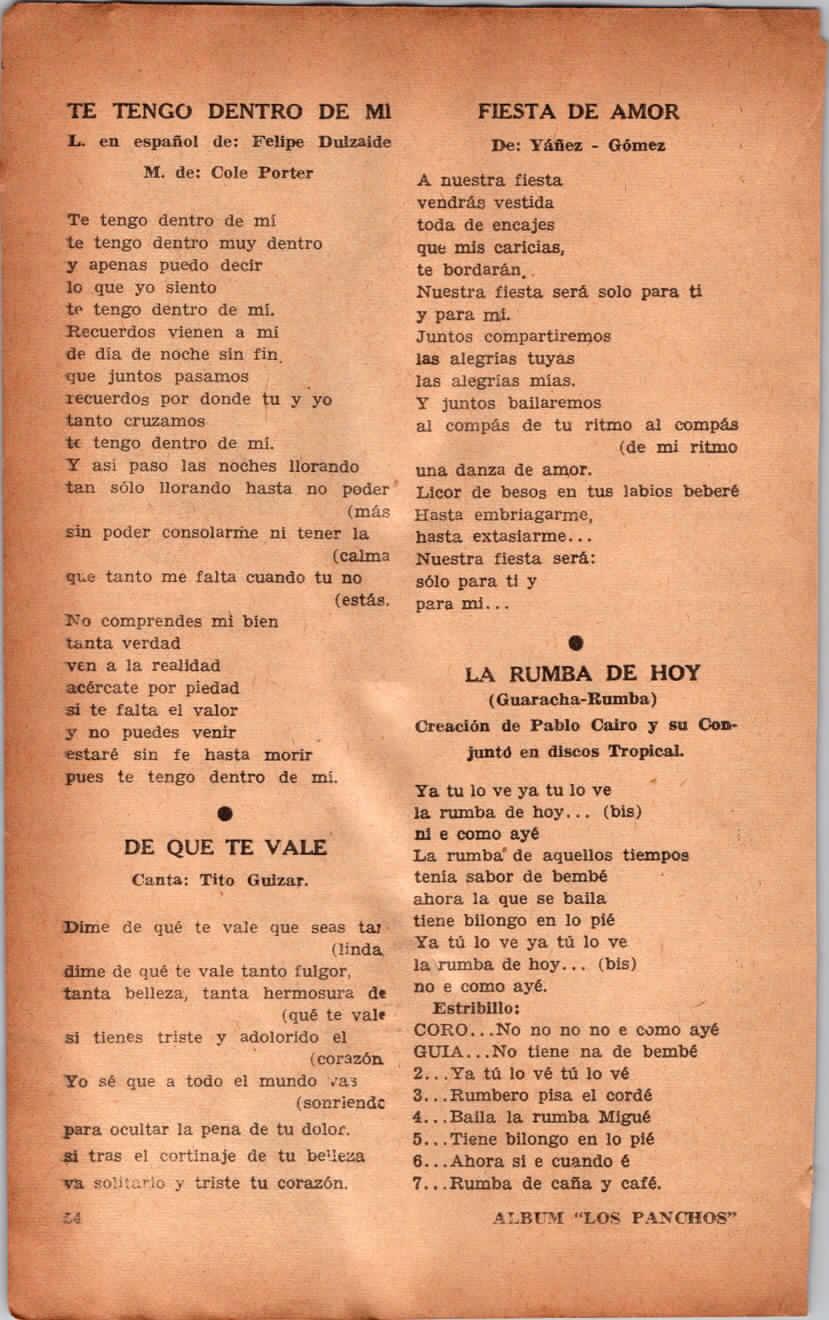 TE TENGO DENTRO DE MI
L. en español de: Felipe Dulzaide
M. de: Cole Porter
Te tengo dentro de mí
te tengo dentro muy dentro
y apenas puedo decir
lo que yo siento
te tengo dentro de mí.
Recuerdos vienen a mí
de día de noche sin fin
que juntos pasamos
recuerdos por donde tu y yo
tanto cruzamos
te tengo dentro de mí.
Y así paso las noches llorando
tan sólo llorando hasta no poder
(más
sin poder consolarme ni tener la
(calma
que tanto me falta cuando tu no
(estás.
No comprendes mi bien
tanta verdad
ven a la realidad
acércate por piedad
si te falta el valor
y no puedes venir
estaré sin fe hasta morir
pues te tengo dentro de mí.
DE QUE TE VALE
Canta: Tito Guizar.
Dime de qué te vale que seas tan
(linda
dime de qué te vale tanto fulgor,
tanta belleza, tanta hermosura de
(qué te vale
si tienes triste y adolorido el
(corazón
Yo sé que a todo el mundo vas
(sonriendo
para ocultar la pena de tu dolor.
si tras el cortinaje de tu belleza
va solitario y triste tu corazón.
FIESTA DE AMOR
De: Yáñez - Gómez
A nuestra fiesta
vendrás vestida
toda de encajes
que mis caricias,
te bordarán.
Nuestra fiesta será solo para ti
y para mí.
Juntos compartiremos
las alegrías tuyas
las alegrías mías.
Y juntos bailaremos
al compás de tu ritmo al compás
(de mi ritmo
una danza de amor.
Licor de besos en tus labios beberé
Hasta embriagarme,
hasta extasiarme...
Nuestra fiesta será:
sólo para ti y
para mi...
LA RUMBA DE HOY
(Guaracha-Rumba)
Creación de Pablo Cairo y su Con-
juntó en discos Tropical.
Ya tu lo ve ya tu lo ve
la rumba de hoy... (bis)
ni e como ayé
La rumba de aquellos tiempos
tenía sabor de bembé
ahora la que se baila
tiene bilongo en lo pié
Ya tú lo ve ya tú lo ve
la rumba de hoy... (bis)
no e como ayé.
Estribillo:
CORO...No no no no e como ayé
GUIA...No tiene na de bembé
2...Ya tú lo vé tú lo vé
3...Rumbero pisa el cordé
4...Baila la rumba Migué
5...Tiene bilongo en lo pié
6...Ahora si e cuando é
7...Rumba de caña y café.
ALBUM "LOS PANCHOS"